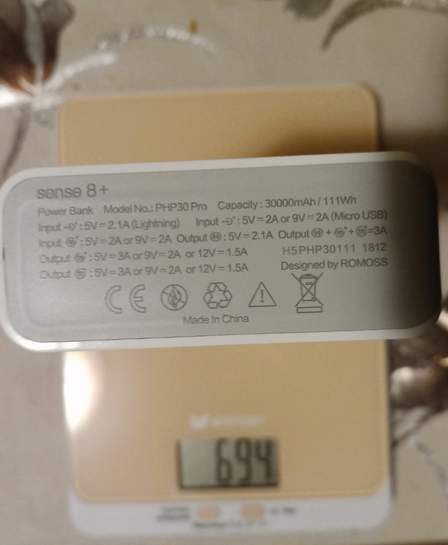 sense 8+
Power Bank Model No.: PHP30 Pro Capacity : 30000mAh / 111Wh
Input : 5V⎓2.1A (Lightning) Input : 5V⎓2A or 9V⎓2A (Micro USB)
Input : 5V⎓2A or 9V⎓2A Output : 5V⎓2.1A Output + + =3A
Output : 5V⎓3A or 9V⎓2A or 12V⎓1.5A H5PHP30111 1812
Output : 5V⎓3A or 9V⎓2A or 12V⎓1.5A Designed by ROMOSS
CE
Made in China
694